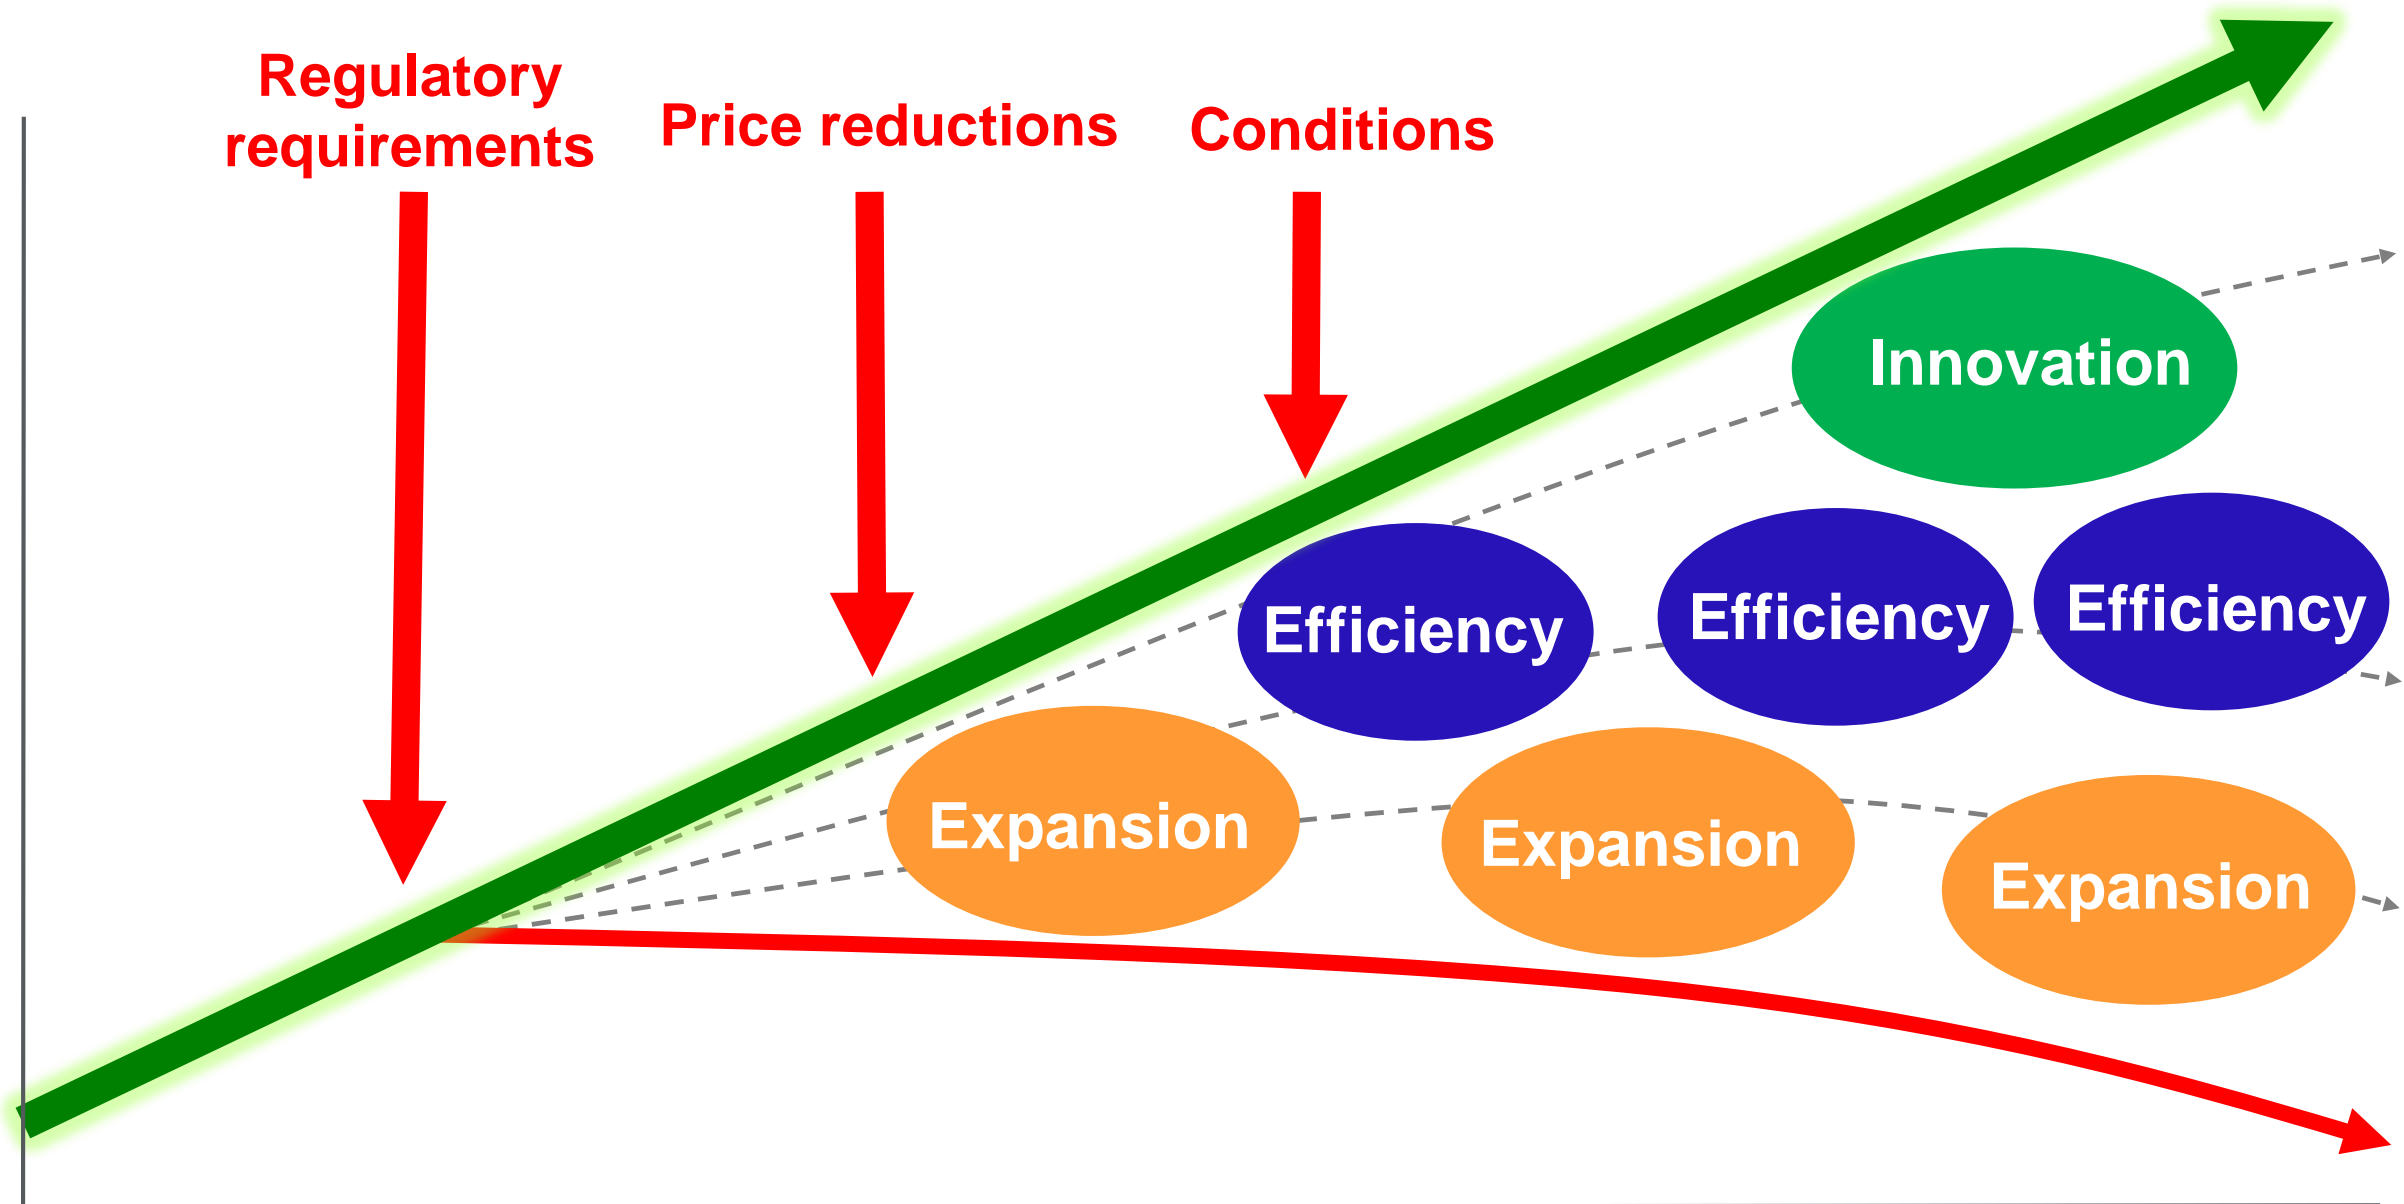 Regulatory
requirements
Price reductions
Conditions
Innovation
Efficiency
Efficiency
Efficiency
Expansion
Expansion
Expansion